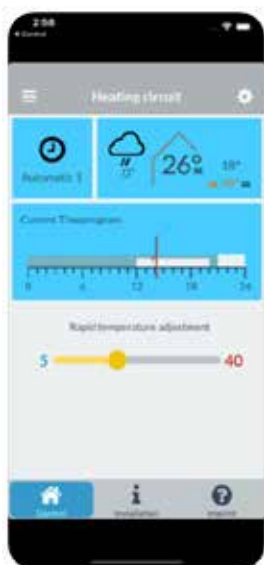 2:58
Heating circuit
Automatic 1
26°
18°
Current Timeprogram
0 6 12 18 24
Rapid temperature adjustment
5 40
Control Installation Imprint